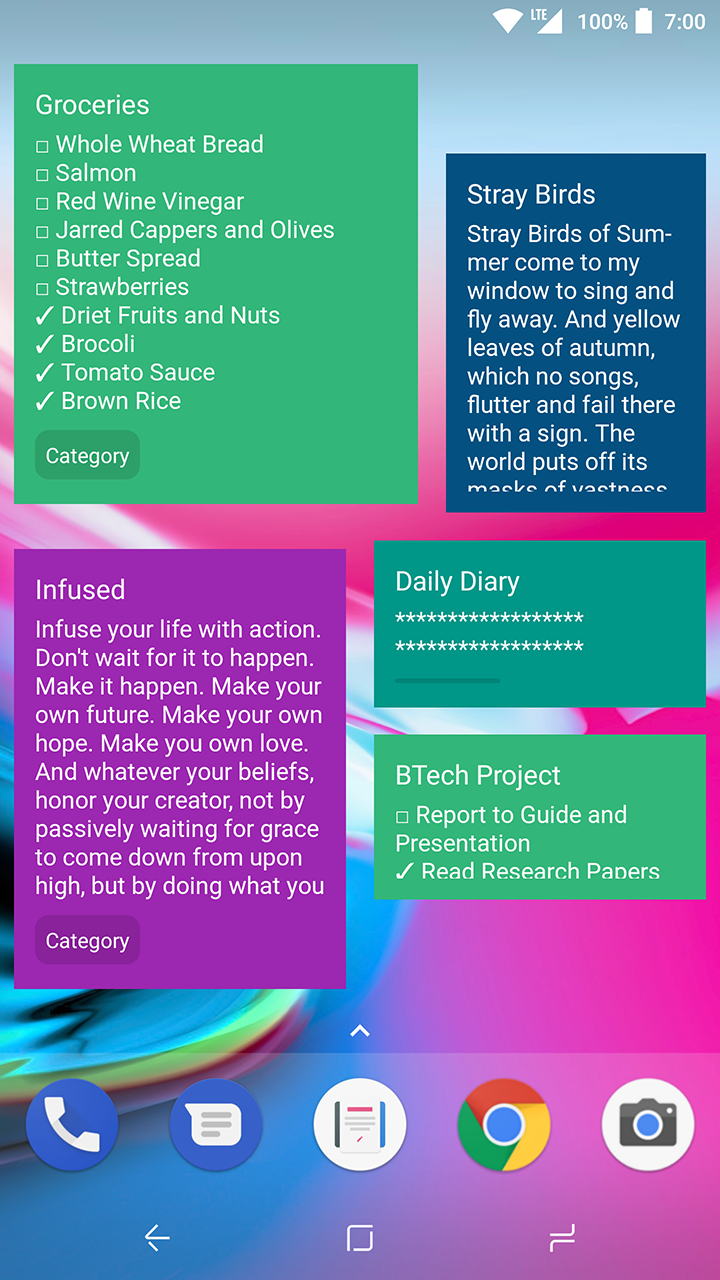 LTE 100% 7:00
Groceries
□ Whole Wheat Bread
□ Salmon
□ Red Wine Vinegar
□ Jarred Cappers and Olives
□ Butter Spread
□ Strawberries
✓ Driet Fruits and Nuts
✓ Brocoli
✓ Tomato Sauce
✓ Brown Rice
Category
Stray Birds
Stray Birds of Sum-
mer come to my
window to sing and
fly away. And yellow
leaves of autumn,
which no songs,
flutter and fail there
with a sign. The
world puts off its
masks of vastness
Infused
Infuse your life with action.
Don't wait for it to happen.
Make it happen. Make your
own future. Make your own
hope. Make you own love.
And whatever your beliefs,
honor your creator, not by
passively waiting for grace
to come down from upon
high, but by doing what you
Category
Daily Diary
******************
******************
BTech Project
□ Report to Guide and
Presentation
✓ Read Research Papers